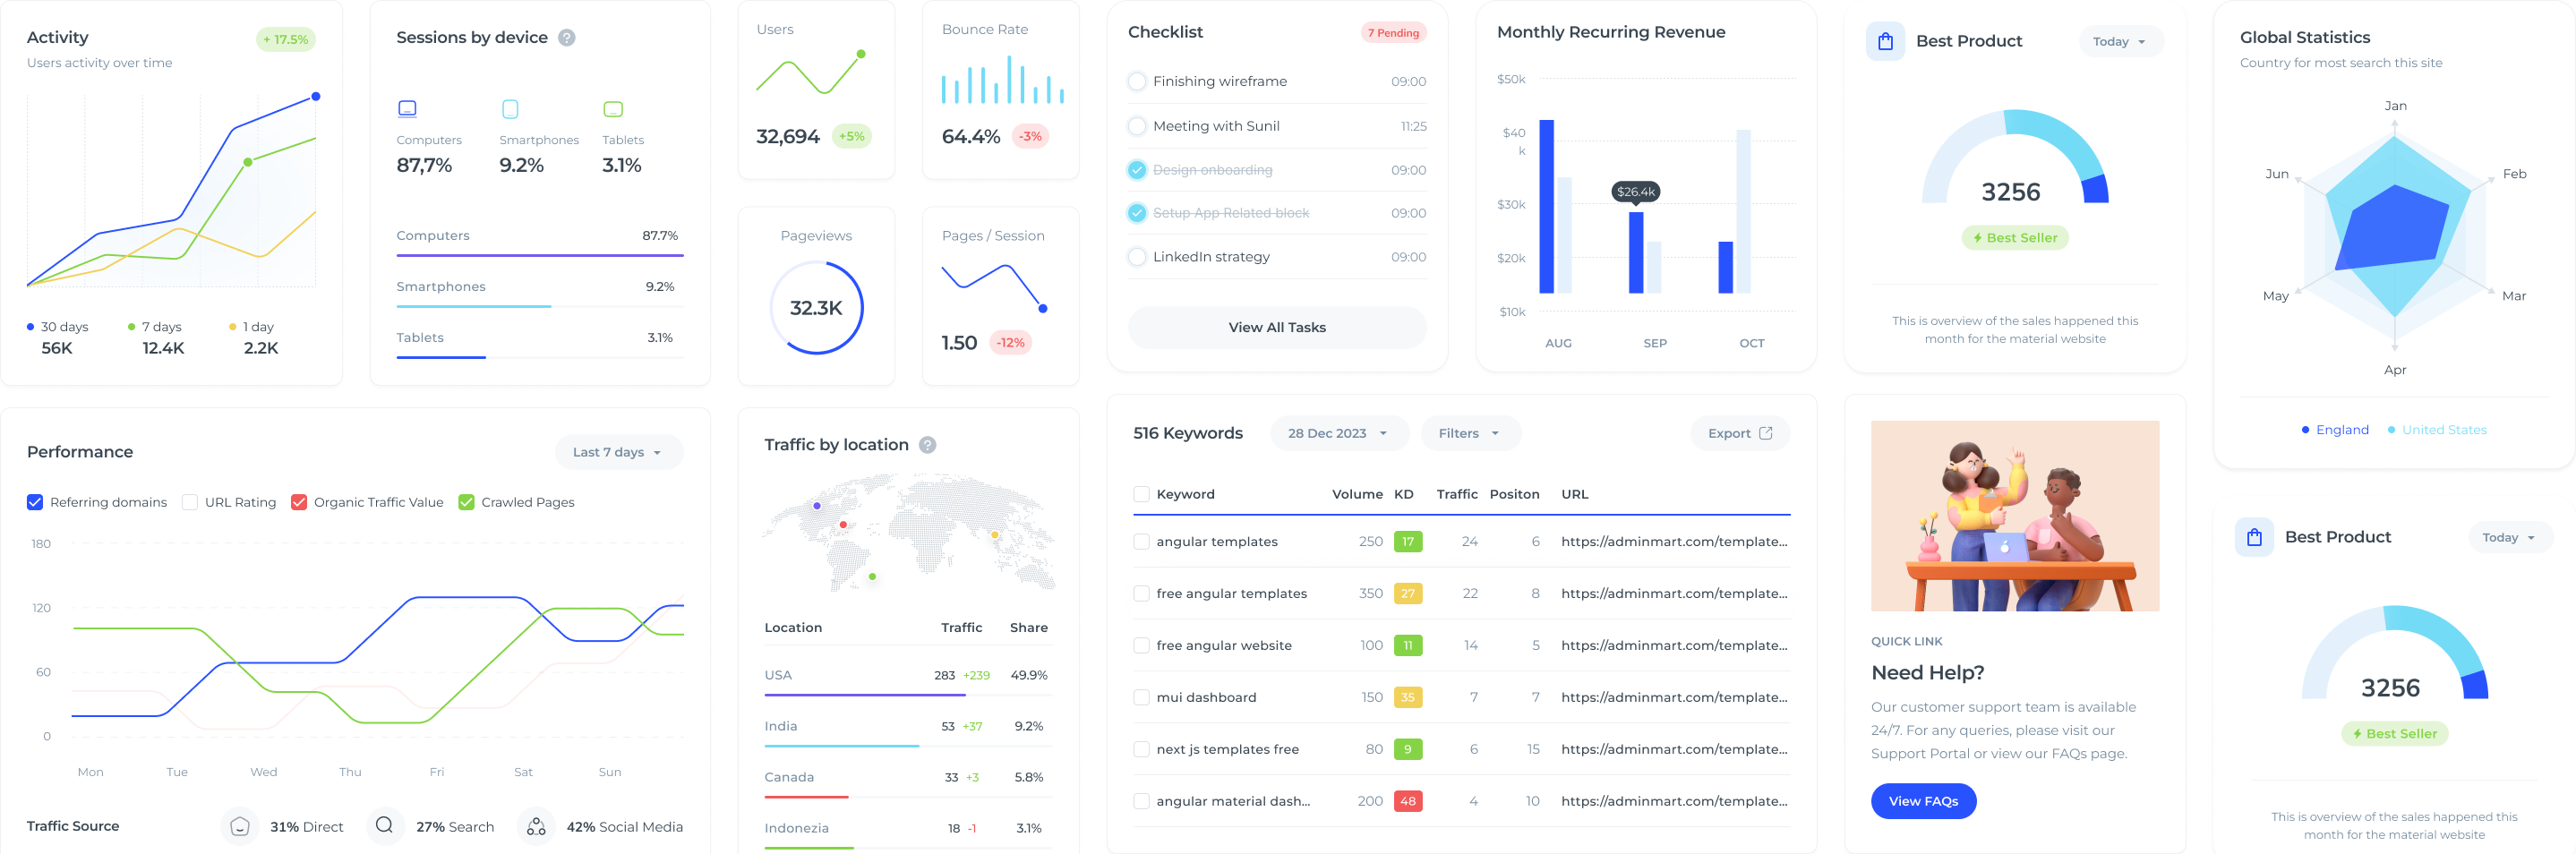 Activity
+ 17.5%
Users activity over time
30 days
7 days
1 day
56K
12.4K
2.2K
Sessions by device ?
Computers
Smartphones
Tablets
87,7%
9.2%
3.1%
Computers 87.7%
Smartphones 9.2%
Tablets 3.1%
Users
32,694 +5%
Bounce Rate
64.4% -3%
Pageviews
32.3K
Pages / Session
1.50 -12%
Checklist 7 Pending
Finishing wireframe 09:00
Meeting with Sunil 11:25
Design onboarding 09:00
Setup App Related block 09:00
LinkedIn strategy 09:00
View All Tasks
Monthly Recurring Revenue
$50k
$40
k
$26.4k
$30k
$20k
$10k
AUG SEP OCT
Best Product Today
3256
Best Seller
This is overview of the sales happened this
month for the material website
Global Statistics
Country for most search this site
Jan
Jun
Feb
May
Mar
Apr
England United States
Performance Last 7 days
Referring domains URL Rating Organic Traffic Value Crawled Pages
180
120
60
0
Mon Tue Wed Thu Fri Sat Sun
Traffic Source 31% Direct 27% Search 42% Social Media
Traffic by location ?
Location Traffic Share
USA 283 +239 49.9%
India 53 +37 9.2%
Canada 33 +3 5.8%
Indonezia 18 -1 3.1%
516 Keywords 28 Dec 2023 Filters Export
Keyword Volume KD Traffic Positon URL
angular templates 250 17 24 6 https://adminmart.com/template...
free angular templates 350 27 22 8 https://adminmart.com/template...
free angular website 100 11 14 5 https://adminmart.com/template...
mui dashboard 150 35 7 7 https://adminmart.com/template...
next js templates free 80 9 6 15 https://adminmart.com/template...
angular material dash... 200 48 4 10 https://adminmart.com/template...
QUICK LINK
Need Help?
Our customer support team is available
24/7. For any queries, please visit our
Support Portal or view our FAQs page.
View FAQs
Best Product Today
3256
Best Seller
This is overview of the sales happened this
month for the material website